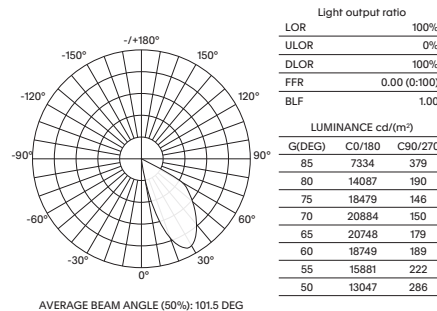 -/+180°
-150° 150°
-120° 120°
-90° 90°
-60° 60°
-30° 30°
0°
AVERAGE BEAM ANGLE (50%): 101.5 DEG
Light output ratio
LOR 100%
ULOR 0%
DLOR 100%
FFR 0.00 (0:100)
BLF 1.00
LUMINANCE cd/(m²)
G(DEG) C0/180 C90/270
85 7334 379
80 14087 190
75 18479 146
70 20884 150
65 20748 179
60 18749 189
55 15881 222
50 13047 286